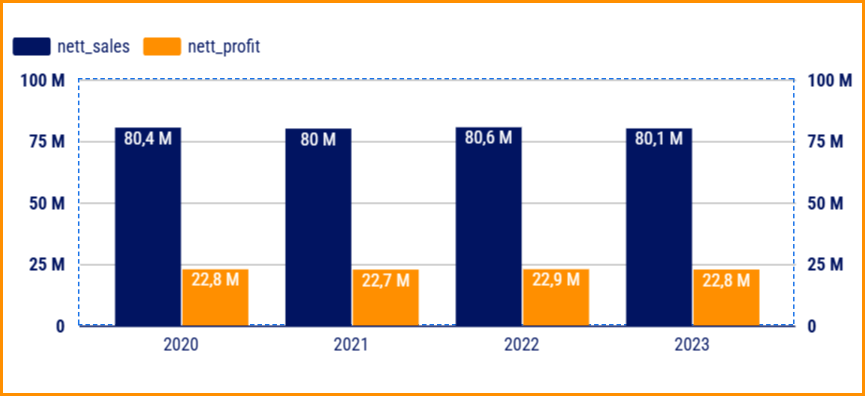 nett_sales nett_profit
100 M 100 M
75 M 80,4 M 80 M 80,6 M 80,1 M 75 M
50 M 50 M
25 M 22,8 M 22,7 M 22,9 M 22,8 M 25 M
0 0
2020 2021 2022 2023